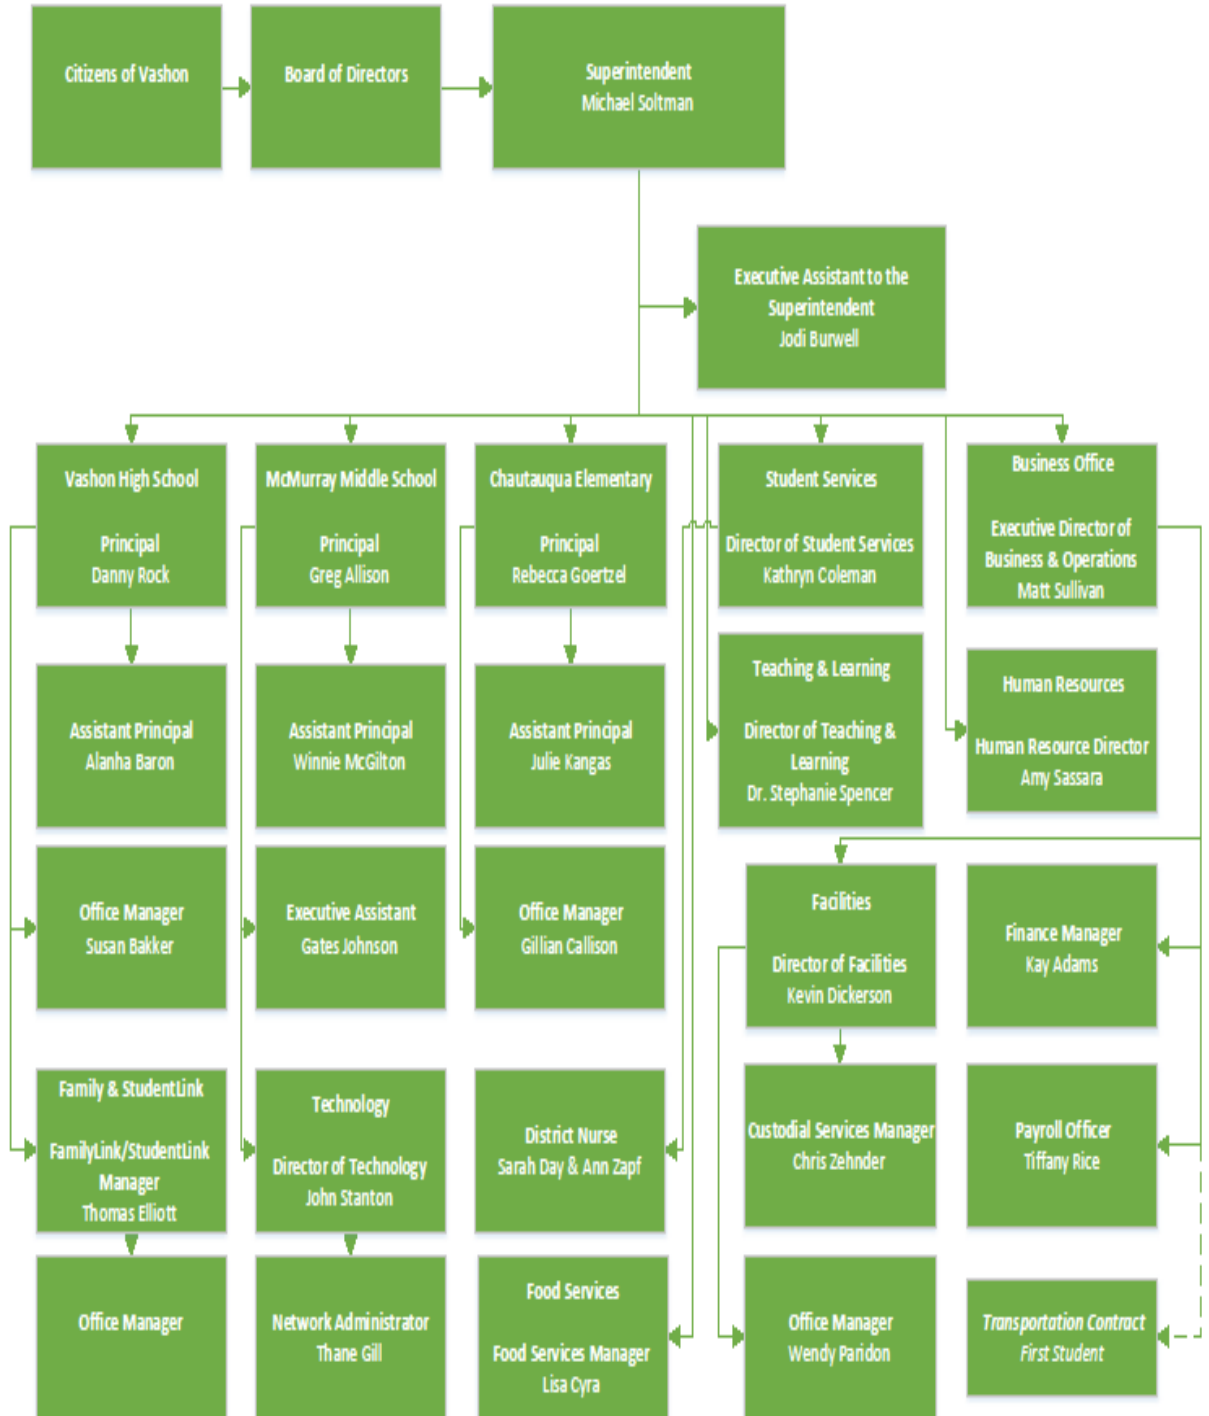 Citizens of Vashon
Board of Directors
Superintendent
Michael Soltman
Executive Assistant to the
Superintendent
Jodi Burwell
Vashon High School
Principal
Danny Rock
McMurray Middle School
Principal
Greg Allison
Chautauqua Elementary
Principal
Rebecca Goertzel
Student Services
Director of Student Services
Kathryn Coleman
Business Office
Executive Director of
Business & Operations
Matt Sullivan
Assistant Principal
Alanha Baron
Assistant Principal
Winnie McGilton
Assistant Principal
Julie Kangas
Teaching & Learning
Director of Teaching &
Learning
Dr. Stephanie Spencer
Human Resources
Human Resource Director
Amy Sassara
Office Manager
Susan Bakker
Executive Assistant
Gates Johnson
Office Manager
Gillian Callison
Facilities
Director of Facilities
Kevin Dickerson
Finance Manager
Kay Adams
Family & StudentLink
FamilyLink/StudentLink
Manager
Thomas Elliott
Technology
Director of Technology
John Stanton
District Nurse
Sarah Day & Ann Zapf
Custodial Services Manager
Chris Zehnder
Payroll Officer
Tiffany Rice
Office Manager
Network Administrator
Thane Gill
Food Services
Food Services Manager
Lisa Cyra
Office Manager
Wendy Paridon
Transportation Contract
First Student